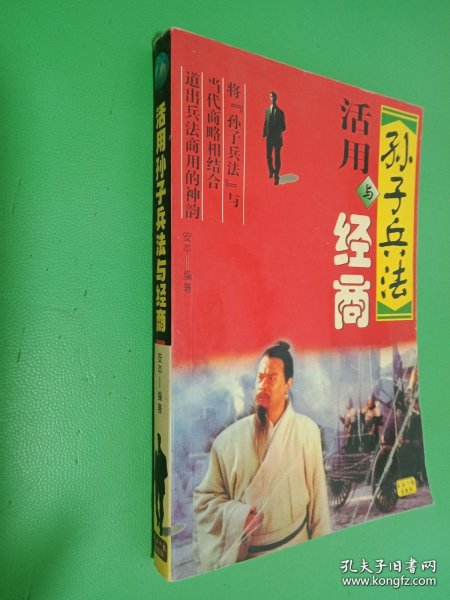 将『孙子兵法』与
当代商略相结合
道出兵法商用的神韵
孙子兵法
活用
与
经商
安平——编著
活用孙子兵法与经商
安平——编著
孔夫子旧书网
www.kongfz.com